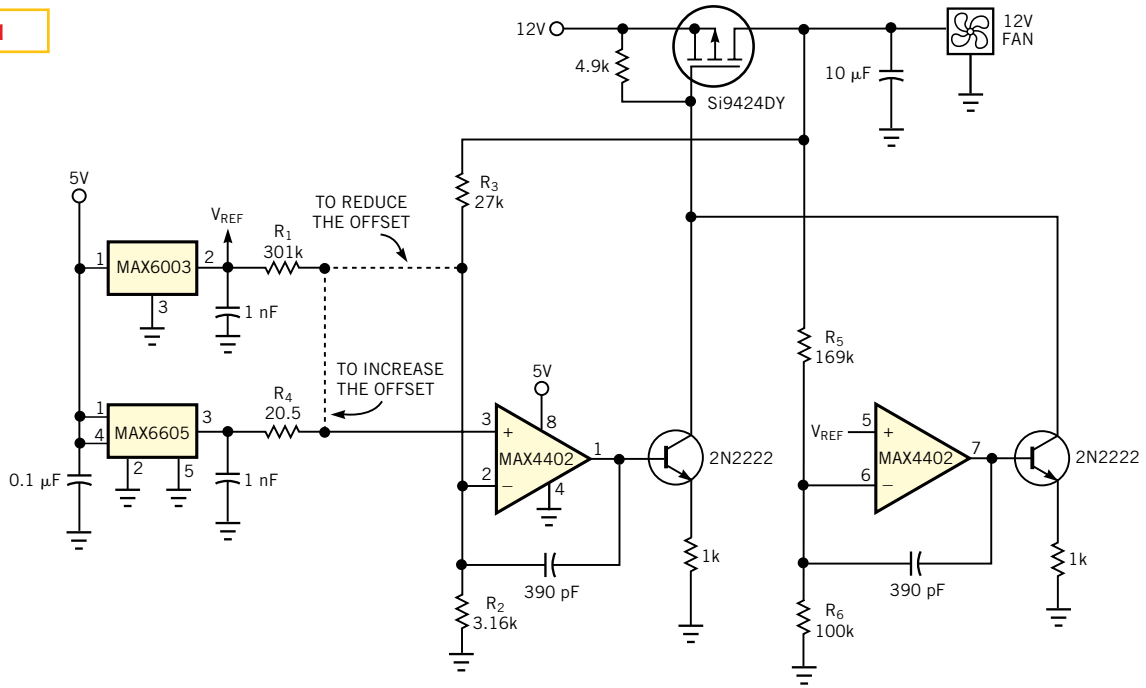 12V
12V
FAN
4.9k
10 µF
Si9424DY
5V
R3
27k
TO REDUCE
THE OFFSET
VREF
R1
301k
1
MAX6003
2
3
1 nF
R5
169k
TO INCREASE
THE OFFSET
5V
R4
20.5
1
4
MAX6605
3
2
5
3
+
8
MAX4402
1
2
−
4
2N2222
VREF
5
+
MAX4402
7
6
−
2N2222
0.1 µF
1 nF
1k
1k
390 pF
390 pF
R2
3.16k
R6
100k